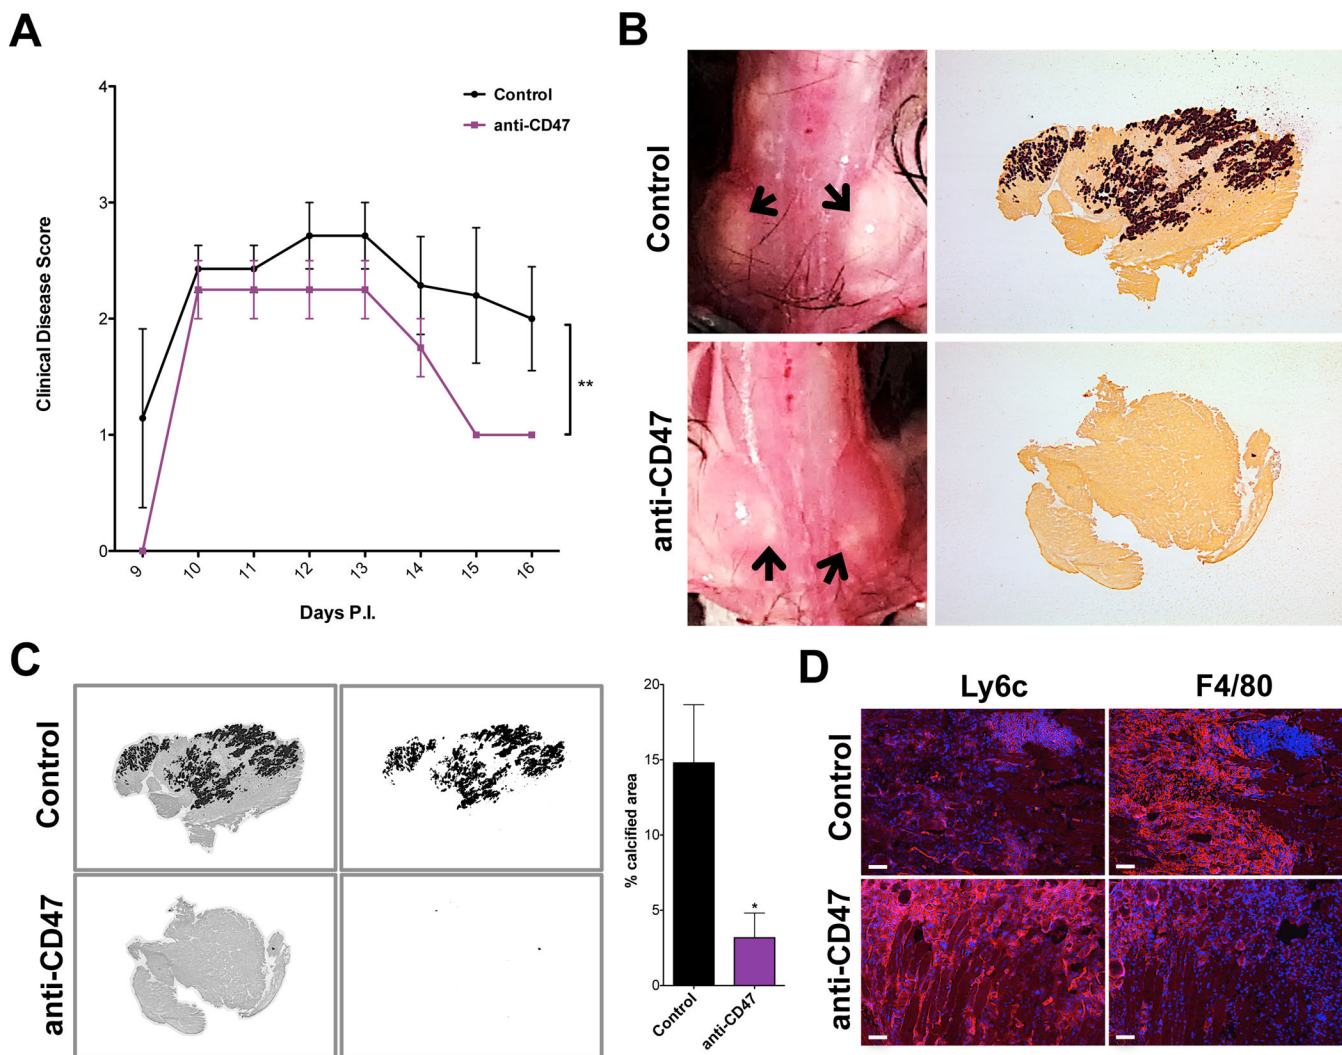 A
Clinical Disease Score
4
3
2
1
0
Control
anti-CD47
**
9 10 11 12 13 14 15 16
Days P.I.
B
Control
anti-CD47
C
Control
anti-CD47
% calcified area
20
15
10
5
0
*
Control anti-CD47
D
Ly6c F4/80
Control
anti-CD47